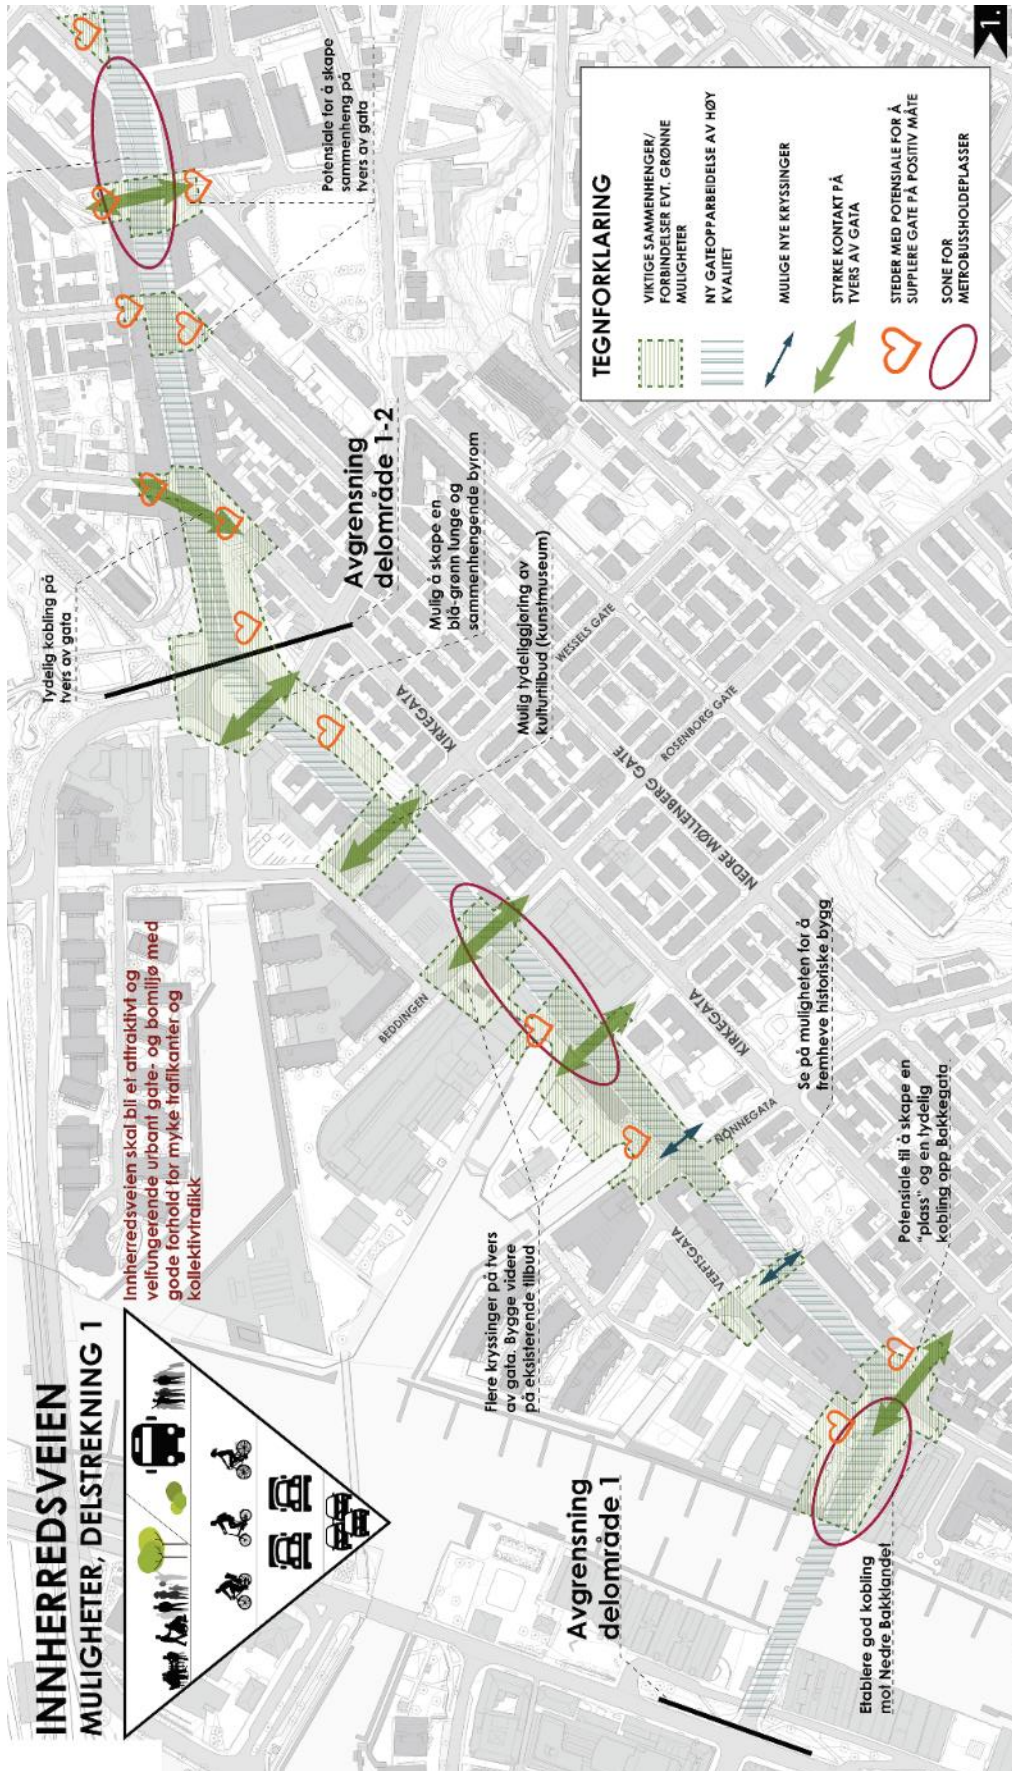 INNHERREDSVEIEN
MULIGHETER, DELSTREKNING 1
Innherredsveien skal bli et attraktivt og
velfungerende urbant gate- og bomiljø med
gode forhold for myke trafikanter og
kollektivtrafikk
Tydelig kobling på
tvers av gata
Potensiale for å skape
sammenheng på
tvers av gata
Avgrensning
delområde 1-2
Mulig å skape en
blå-grønn lunge og
sammenhengende byrom
Mulig tydeliggjøring av
kulturtilbud (kunstmuseum)
Flere kryssinger på tvers
av gata. Bygge videre
på eksisterende tilbud
Se på muligheten for å
fremheve historiske bygg
Potensiale til å skape en
"plass" og en tydelig
kobling opp Bakkegata
Avgrensning
delområde 1
Etablere god kobling
mot Nedre Bakklandet
BEDDINGEN
VERFTSGATA
RØNNEGATA
KIRKEGATA
KIRKEGATA
WESSELS GATE
ROSENBORG GATE
NEDRE MØLLENBERG GATE
TEGNFORKLARING
VIKTIGE SAMMENHENGER/
FORBINDELSER EVT. GRØNNE
MULIGHETER
NY GATEOPPARBEIDELSE AV HØY
KVALITET
MULIGE NYE KRYSSINGER
STYRKE KONTAKT PÅ
TVERS AV GATA
STEDER MED POTENSIALE FOR Å
SUPPLERE GATE PÅ POSITIV MÅTE
SONE FOR
METROBUSSHOLDEPLASSER
1.